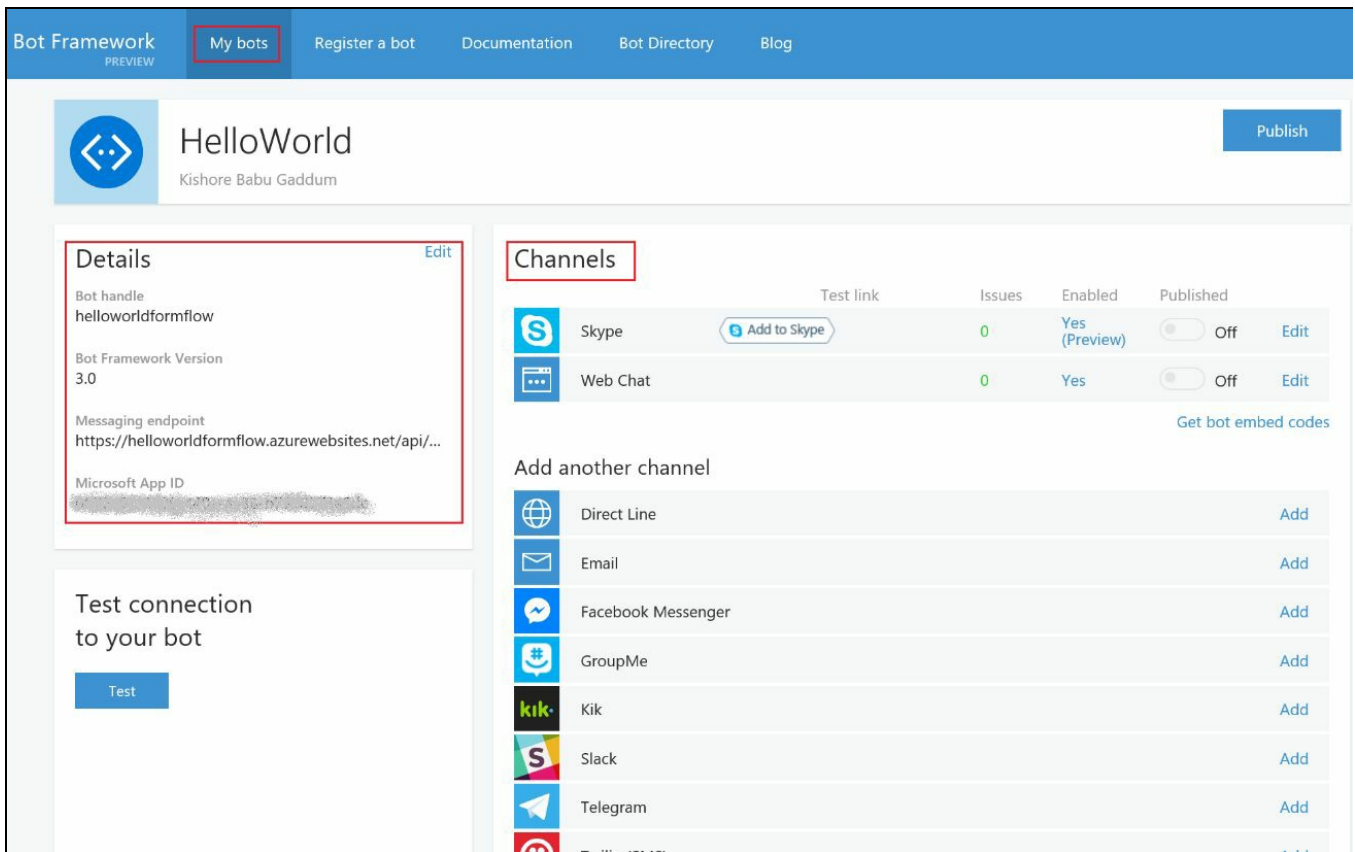 Bot Framework
PREVIEW
My bots
Register a bot
Documentation
Bot Directory
Blog
HelloWorld
Kishore Babu Gaddum
Publish
Details
Edit
Bot handle
helloworldformflow
Bot Framework Version
3.0
Messaging endpoint
https://helloworldformflow.azurewebsites.net/api/...
Microsoft App ID
Test connection
to your bot
Test
Channels
Test link Issues Enabled Published
Skype Add to Skype 0 Yes (Preview) Off Edit
Web Chat 0 Yes Off Edit
Get bot embed codes
Add another channel
Direct Line Add
Email Add
Facebook Messenger Add
GroupMe Add
kik· Kik Add
Slack Add
Telegram Add